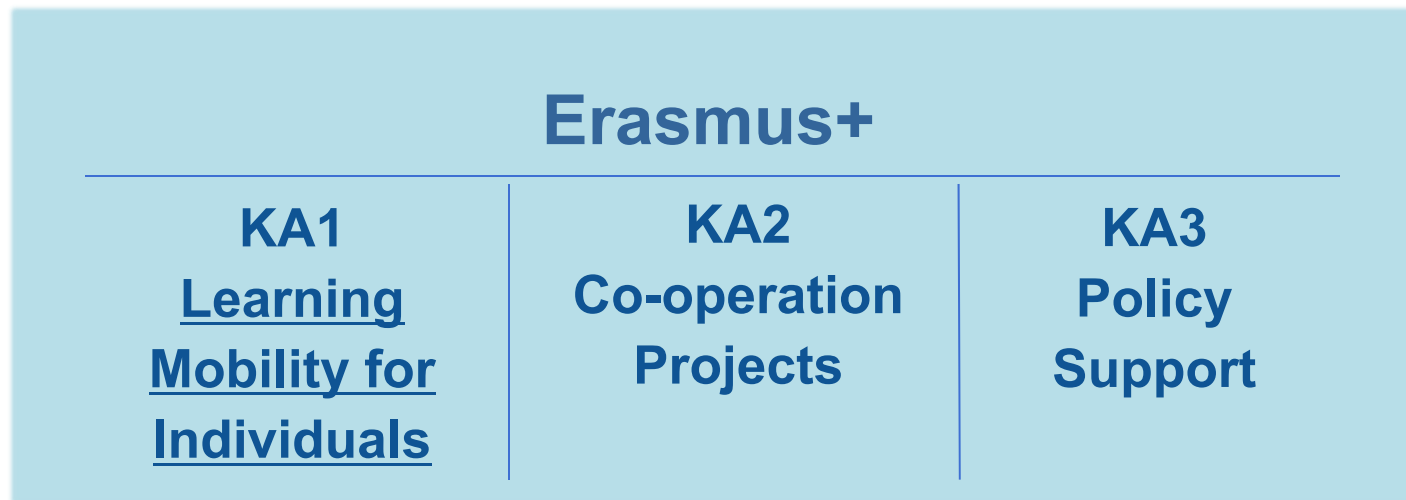 Erasmus+
KA1
Learning
Mobility for
Individuals
KA2
Co-operation
Projects
KA3
Policy
Support